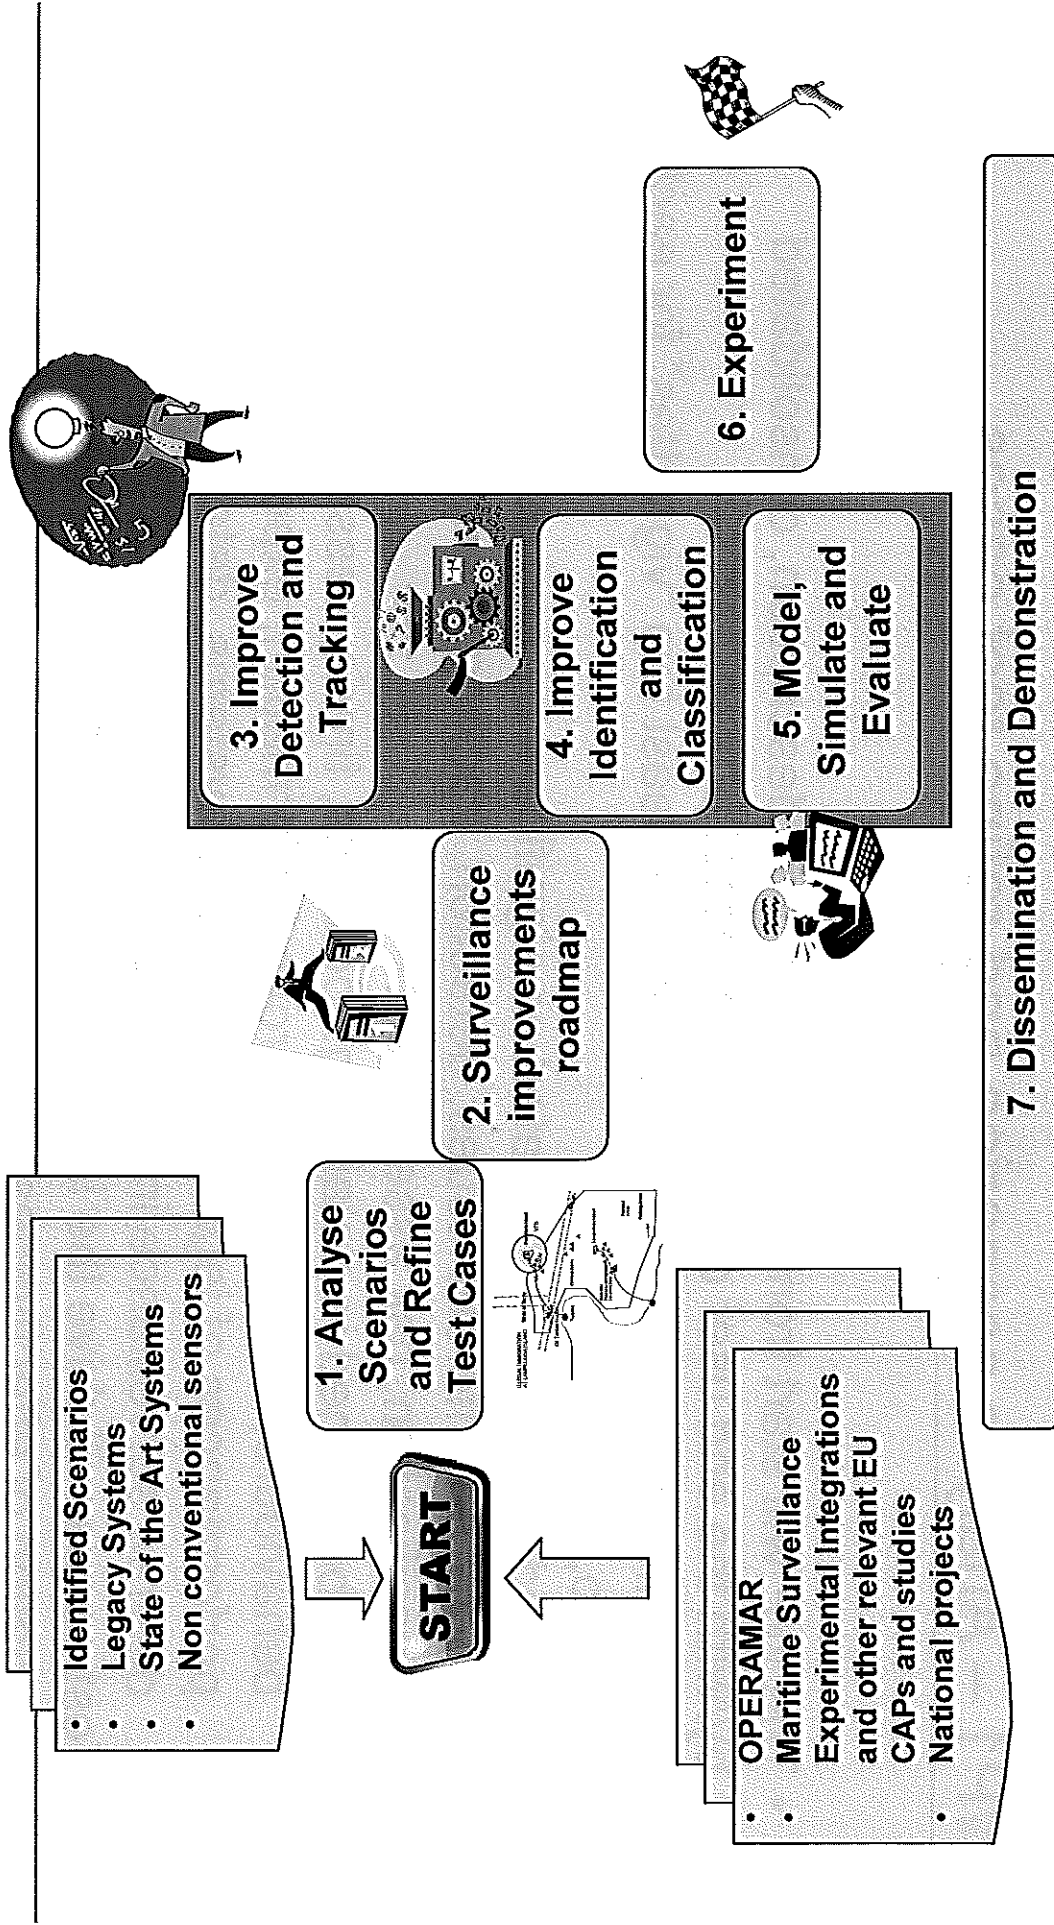 • Identified Scenarios
• Legacy Systems
• State of the Art Systems
• Non conventional sensors
START
• OPERAMAR
• Maritime Surveillance
Experimental Integrations
and other relevant EU
CAPs and studies
• National projects
1. Analyse
Scenarios
and Refine
Test Cases
2. Surveillance
improvements
roadmap
3. Improve
Detection and
Tracking
4. Improve
Identification
and
Classification
5. Model,
Simulate and
Evaluate
6. Experiment
7. Dissemination and Demonstration